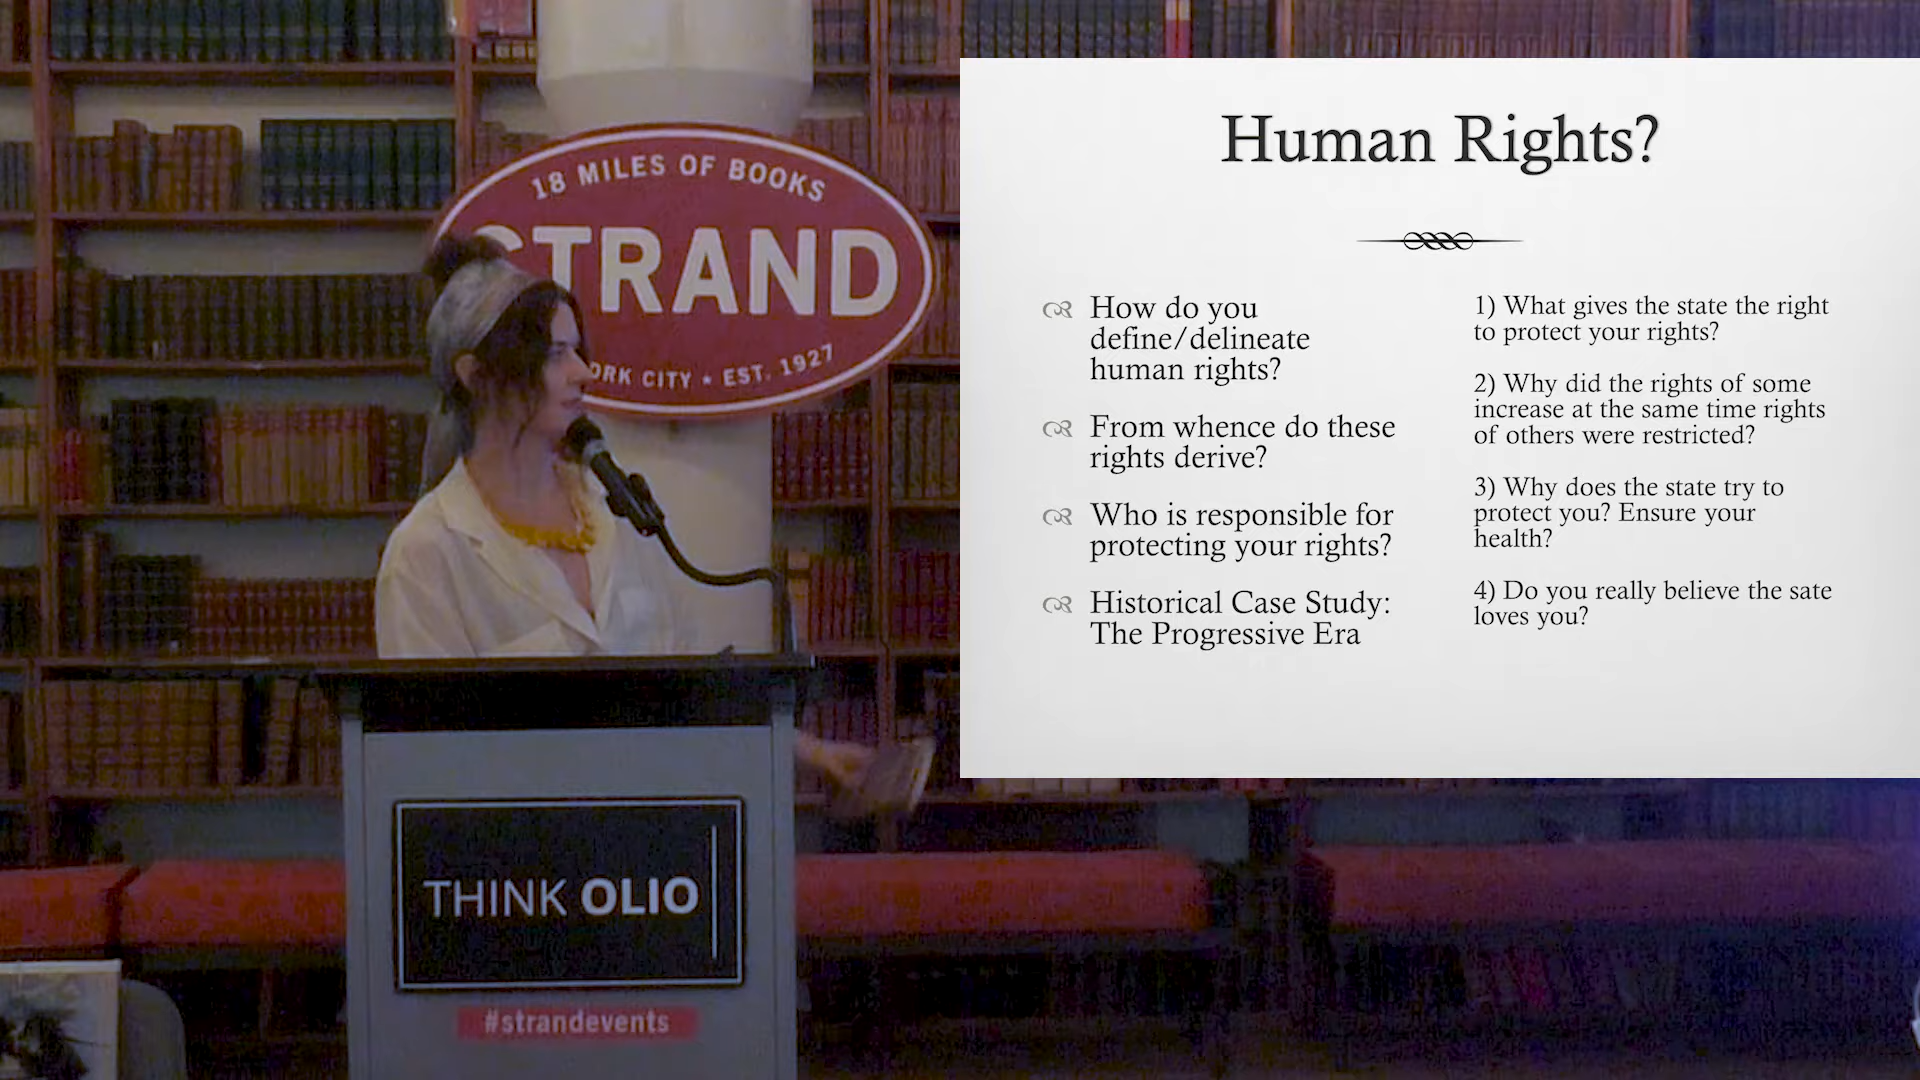 18 MILES OF BOOKS
STRAND
ORK CITY ★ EST. 1927
THINK OLIO
#strandevents
Human Rights?
How do you
define/delineate
human rights?
From whence do these
rights derive?
Who is responsible for
protecting your rights?
Historical Case Study:
The Progressive Era
1) What gives the state the right
to protect your rights?
2) Why did the rights of some
increase at the same time rights
of others were restricted?
3) Why does the state try to
protect you? Ensure your
health?
4) Do you really believe the sate
loves you?